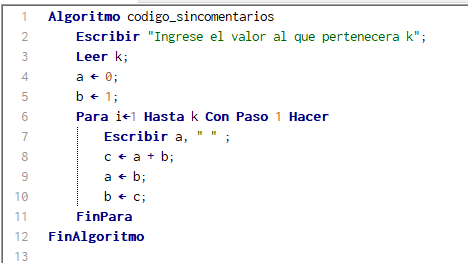 1 Algoritmo codigo_sincomentarios
2 Escribir "Ingrese el valor al que pertenecera k";
3 Leer k;
4 a ← 0;
5 b ← 1;
6 Para i←1 Hasta k Con Paso 1 Hacer
7 Escribir a, " " ;
8 c ← a + b;
9 a ← b;
10 b ← c;
11 FinPara
12 FinAlgoritmo
13